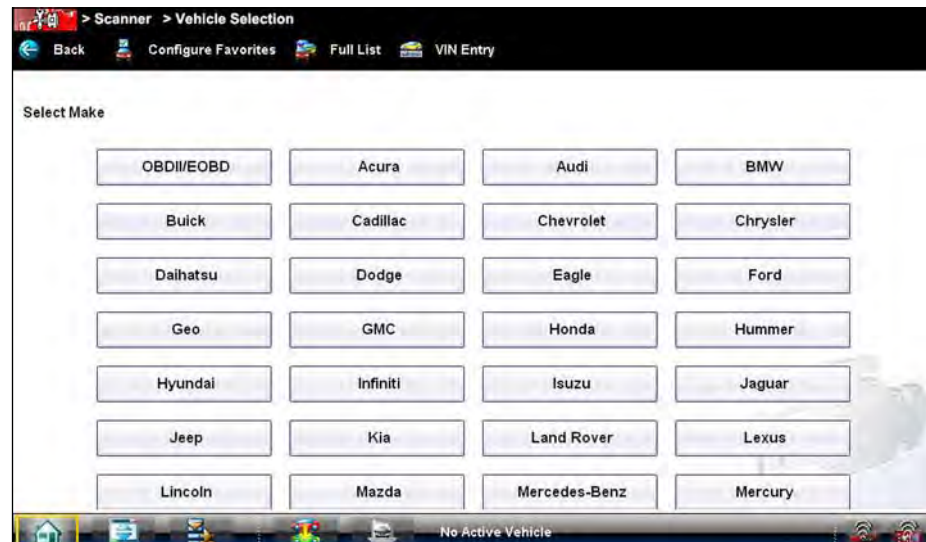 > Scanner > Vehicle Selection
Back Configure Favorites Full List VIN Entry
Select Make
OBDII/EOBD Acura Audi BMW
Buick Cadillac Chevrolet Chrysler
Daihatsu Dodge Eagle Ford
Geo GMC Honda Hummer
Hyundai Infiniti Isuzu Jaguar
Jeep Kia Land Rover Lexus
Lincoln Mazda Mercedes-Benz Mercury
No Active Vehicle